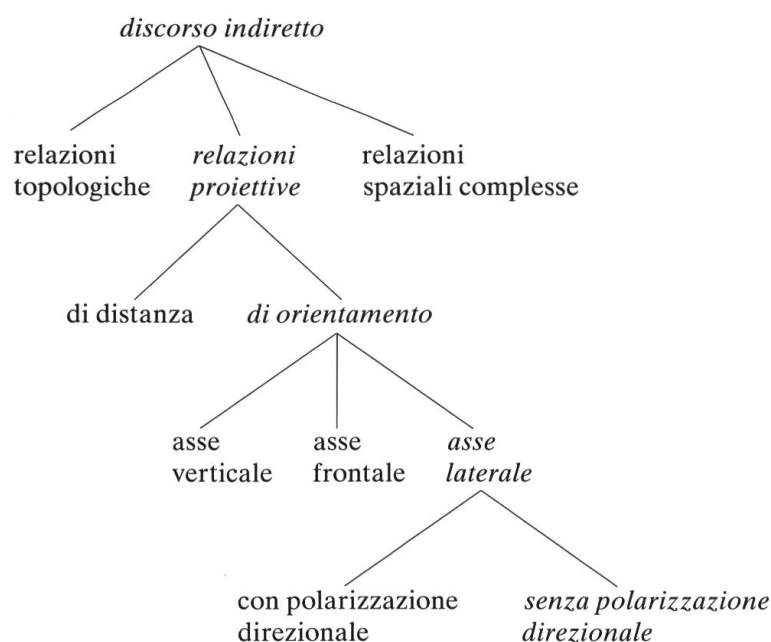 discorso indiretto
relazioni topologiche
relazioni proiettive
relazioni spaziali complesse
di distanza
di orientamento
asse verticale
asse frontale
asse laterale
con polarizzazione direzionale
senza polarizzazione direzionale